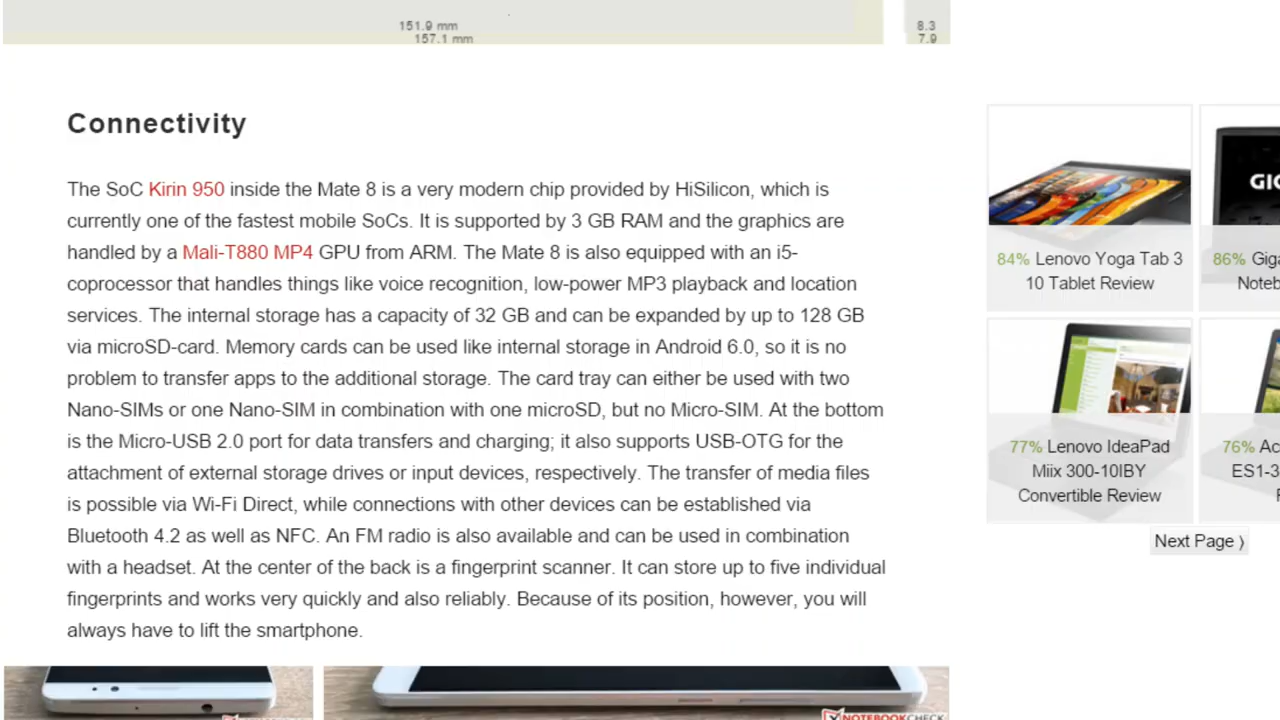 151.9 mm
157.1 mm
8.3
7.9
Connectivity
The SoC Kirin 950 inside the Mate 8 is a very modern chip provided by HiSilicon, which is
currently one of the fastest mobile SoCs. It is supported by 3 GB RAM and the graphics are
handled by a Mali-T880 MP4 GPU from ARM. The Mate 8 is also equipped with an i5-
coprocessor that handles things like voice recognition, low-power MP3 playback and location
services. The internal storage has a capacity of 32 GB and can be expanded by up to 128 GB
via microSD-card. Memory cards can be used like internal storage in Android 6.0, so it is no
problem to transfer apps to the additional storage. The card tray can either be used with two
Nano-SIMs or one Nano-SIM in combination with one microSD, but no Micro-SIM. At the bottom
is the Micro-USB 2.0 port for data transfers and charging; it also supports USB-OTG for the
attachment of external storage drives or input devices, respectively. The transfer of media files
is possible via Wi-Fi Direct, while connections with other devices can be established via
Bluetooth 4.2 as well as NFC. An FM radio is also available and can be used in combination
with a headset. At the center of the back is a fingerprint scanner. It can store up to five individual
fingerprints and works very quickly and also reliably. Because of its position, however, you will
always have to lift the smartphone.
84% Lenovo Yoga Tab 3
10 Tablet Review
GIG
86% Giga
Noteb
77% Lenovo IdeaPad
Miix 300-10IBY
Convertible Review
76% Ac
ES1-3
Next Page ⟩
NOTEBOOKCHECK